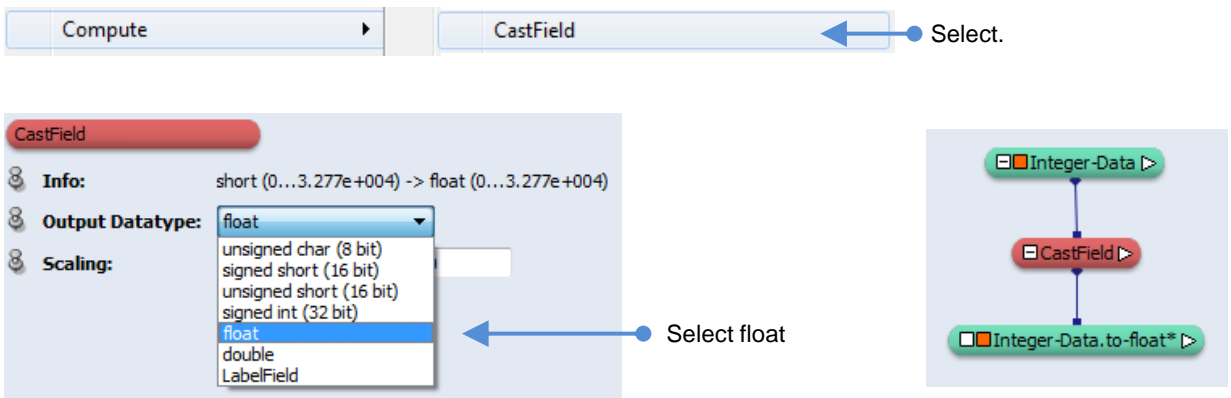 Compute CastField Select.
CastField
Info: short (0...3.277e+004) -> float (0...3.277e+004)
Output Datatype: float
unsigned char (8 bit)
Scaling:
signed short (16 bit)
unsigned short (16 bit)
signed int (32 bit)
float
Select float
double
LabelField
Integer-Data
CastField
Integer-Data.to-float*